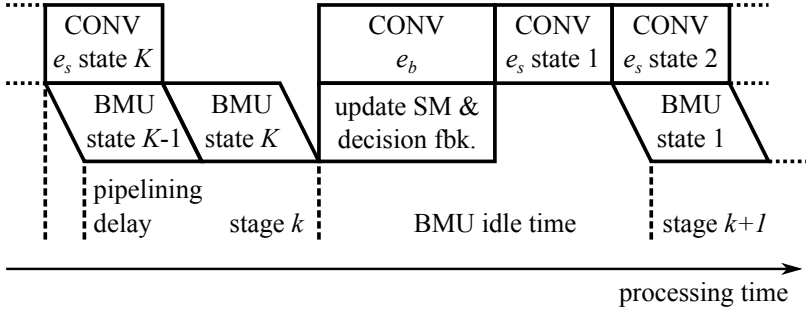 CONV
e_s state K
CONV
e_b
CONV
e_s state 1
CONV
e_s state 2
BMU
state K-1
BMU
state K
update SM &
decision fbk.
BMU
state 1
pipelining
delay
stage k
BMU idle time
stage k+1
processing time